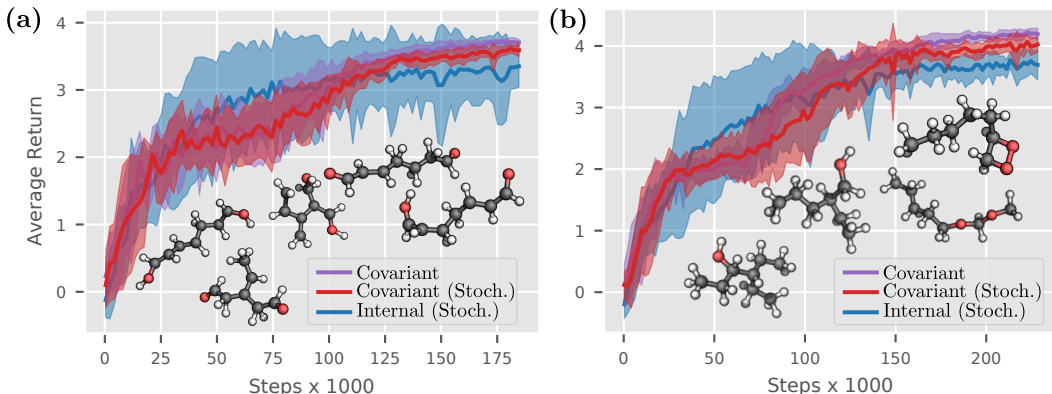 (a)
4
3
2
1
0
Average Return
0 25 50 75 100 125 150 175
Steps x 1000
Covariant
Covariant (Stoch.)
Internal (Stoch.)
(b)
4
3
2
1
0
0 50 100 150 200
Steps x 1000
Covariant
Covariant (Stoch.)
Internal (Stoch.)